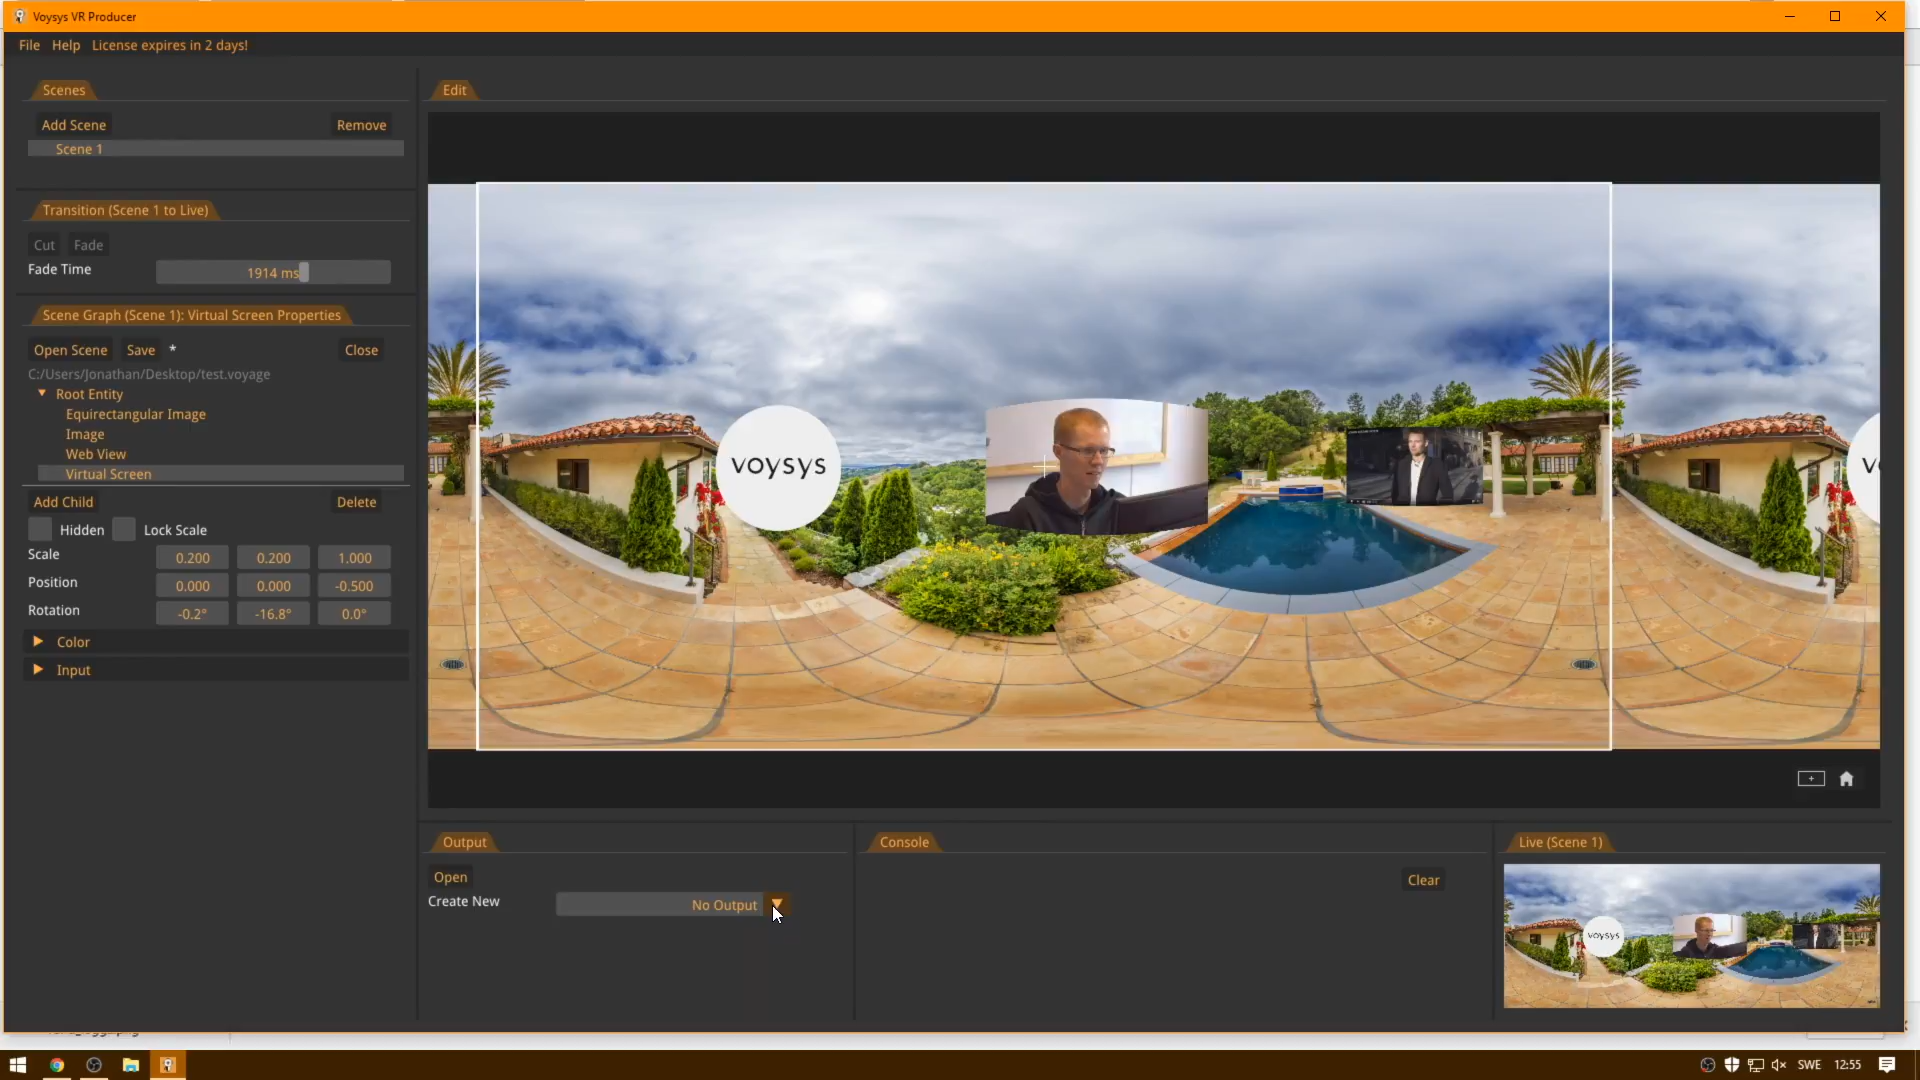 Voysys VR Producer
File Help License expires in 2 days!
Scenes
Add Scene Remove
Scene 1
Transition (Scene 1 to Live)
Cut Fade
Fade Time 1914 ms
Scene Graph (Scene 1): Virtual Screen Properties
Open Scene Save * Close
C:/Users/Jonathan/Desktop/test.voyage
Root Entity
Equirectangular Image
Image
Web View
Virtual Screen
Add Child Delete
Hidden Lock Scale
Scale 0.200 0.200 1.000
Position 0.000 0.000 -0.500
Rotation -0.2° -16.8° 0.0°
Color
Input
Edit
voysys
Output
Open
Create New No Output
Console
Clear
Live (Scene 1)
voysys
SWE 12:55